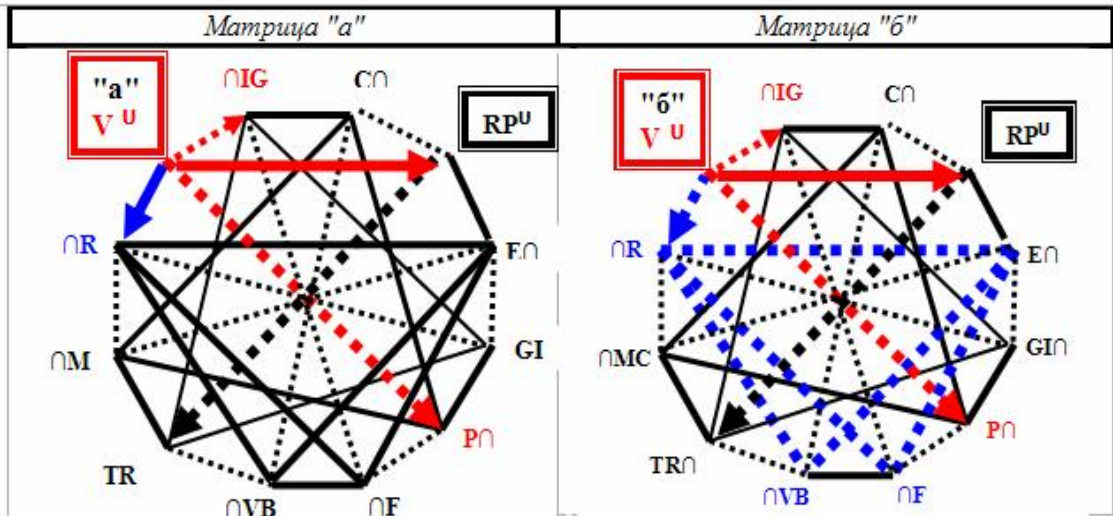 Матрица "а"
Матрица "б"
"а"
V U
∩IG
C∩
RPU
∩R
E∩
∩M
GI
TR
P∩
∩VB
∩F
"б"
V U
∩IG
C∩
RPU
∩R
E∩
∩MC
GI∩
TR∩
P∩
∩VB
∩F